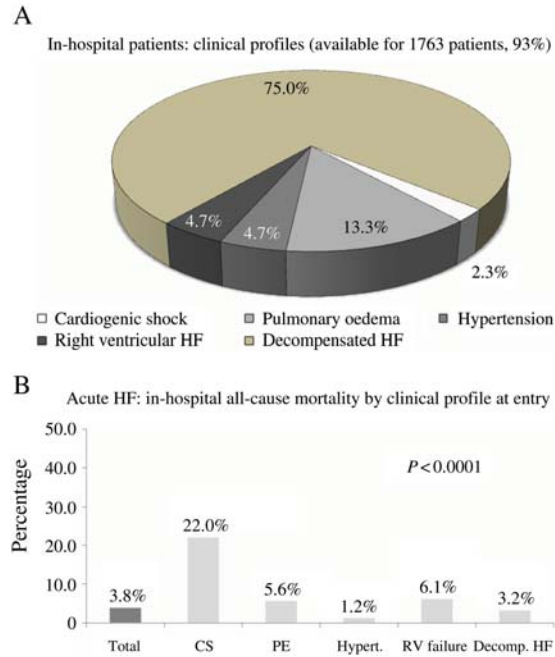 A
In-hospital patients: clinical profiles (available for 1763 patients, 93%)
75.0%
4.7%
4.7%
13.3%
2.3%
Cardiogenic shock Pulmonary oedema Hypertension
Right ventricular HF Decompensated HF
B
Acute HF: in-hospital all-cause mortality by clinical profile at entry
Percentage
50.0
40.0
30.0
20.0
10.0
0
P<0.0001
3.8%
22.0%
5.6%
1.2%
6.1%
3.2%
Total CS PE Hypert. RV failure Decomp. HF